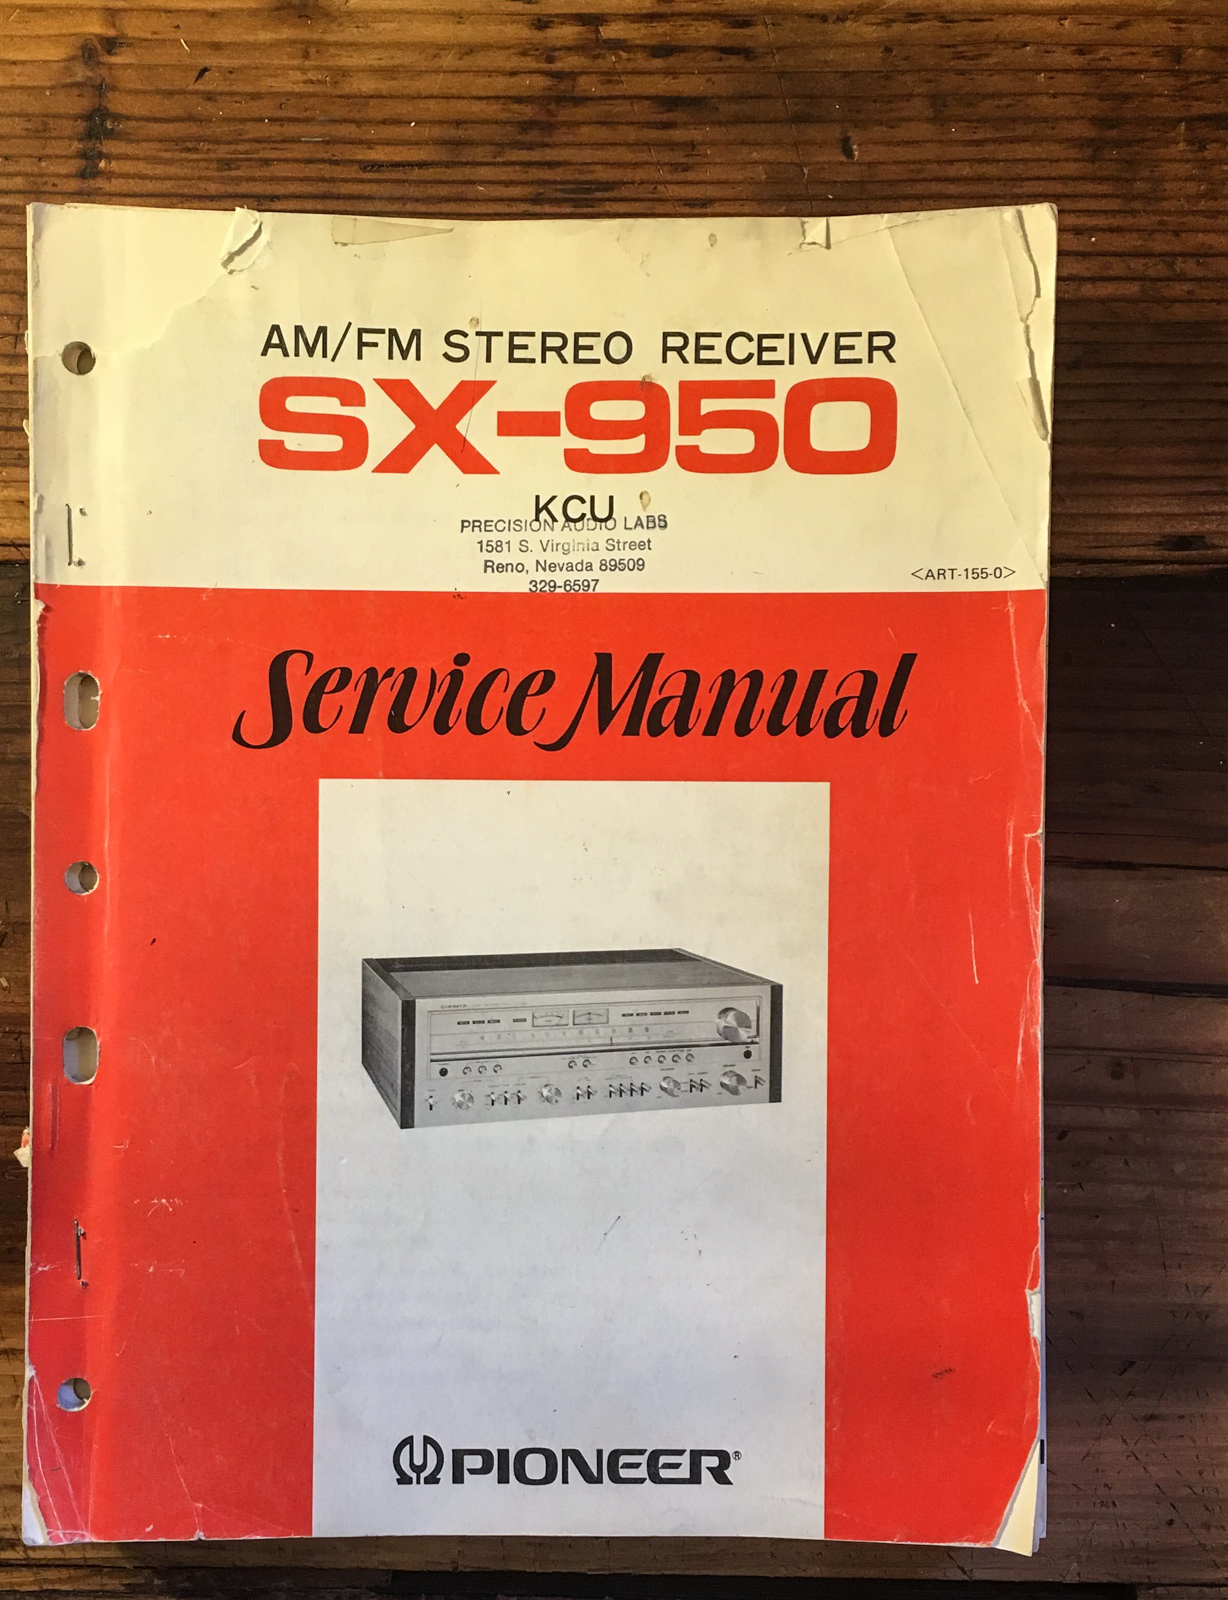 AM/FM STEREO RECEIVER
SX-950
KCU
PRECISION AUDIO LABS
1581 S. Virginia Street
Reno, Nevada 89509
329-6597
<ART-155-0>
Service Manual
PIONEER®